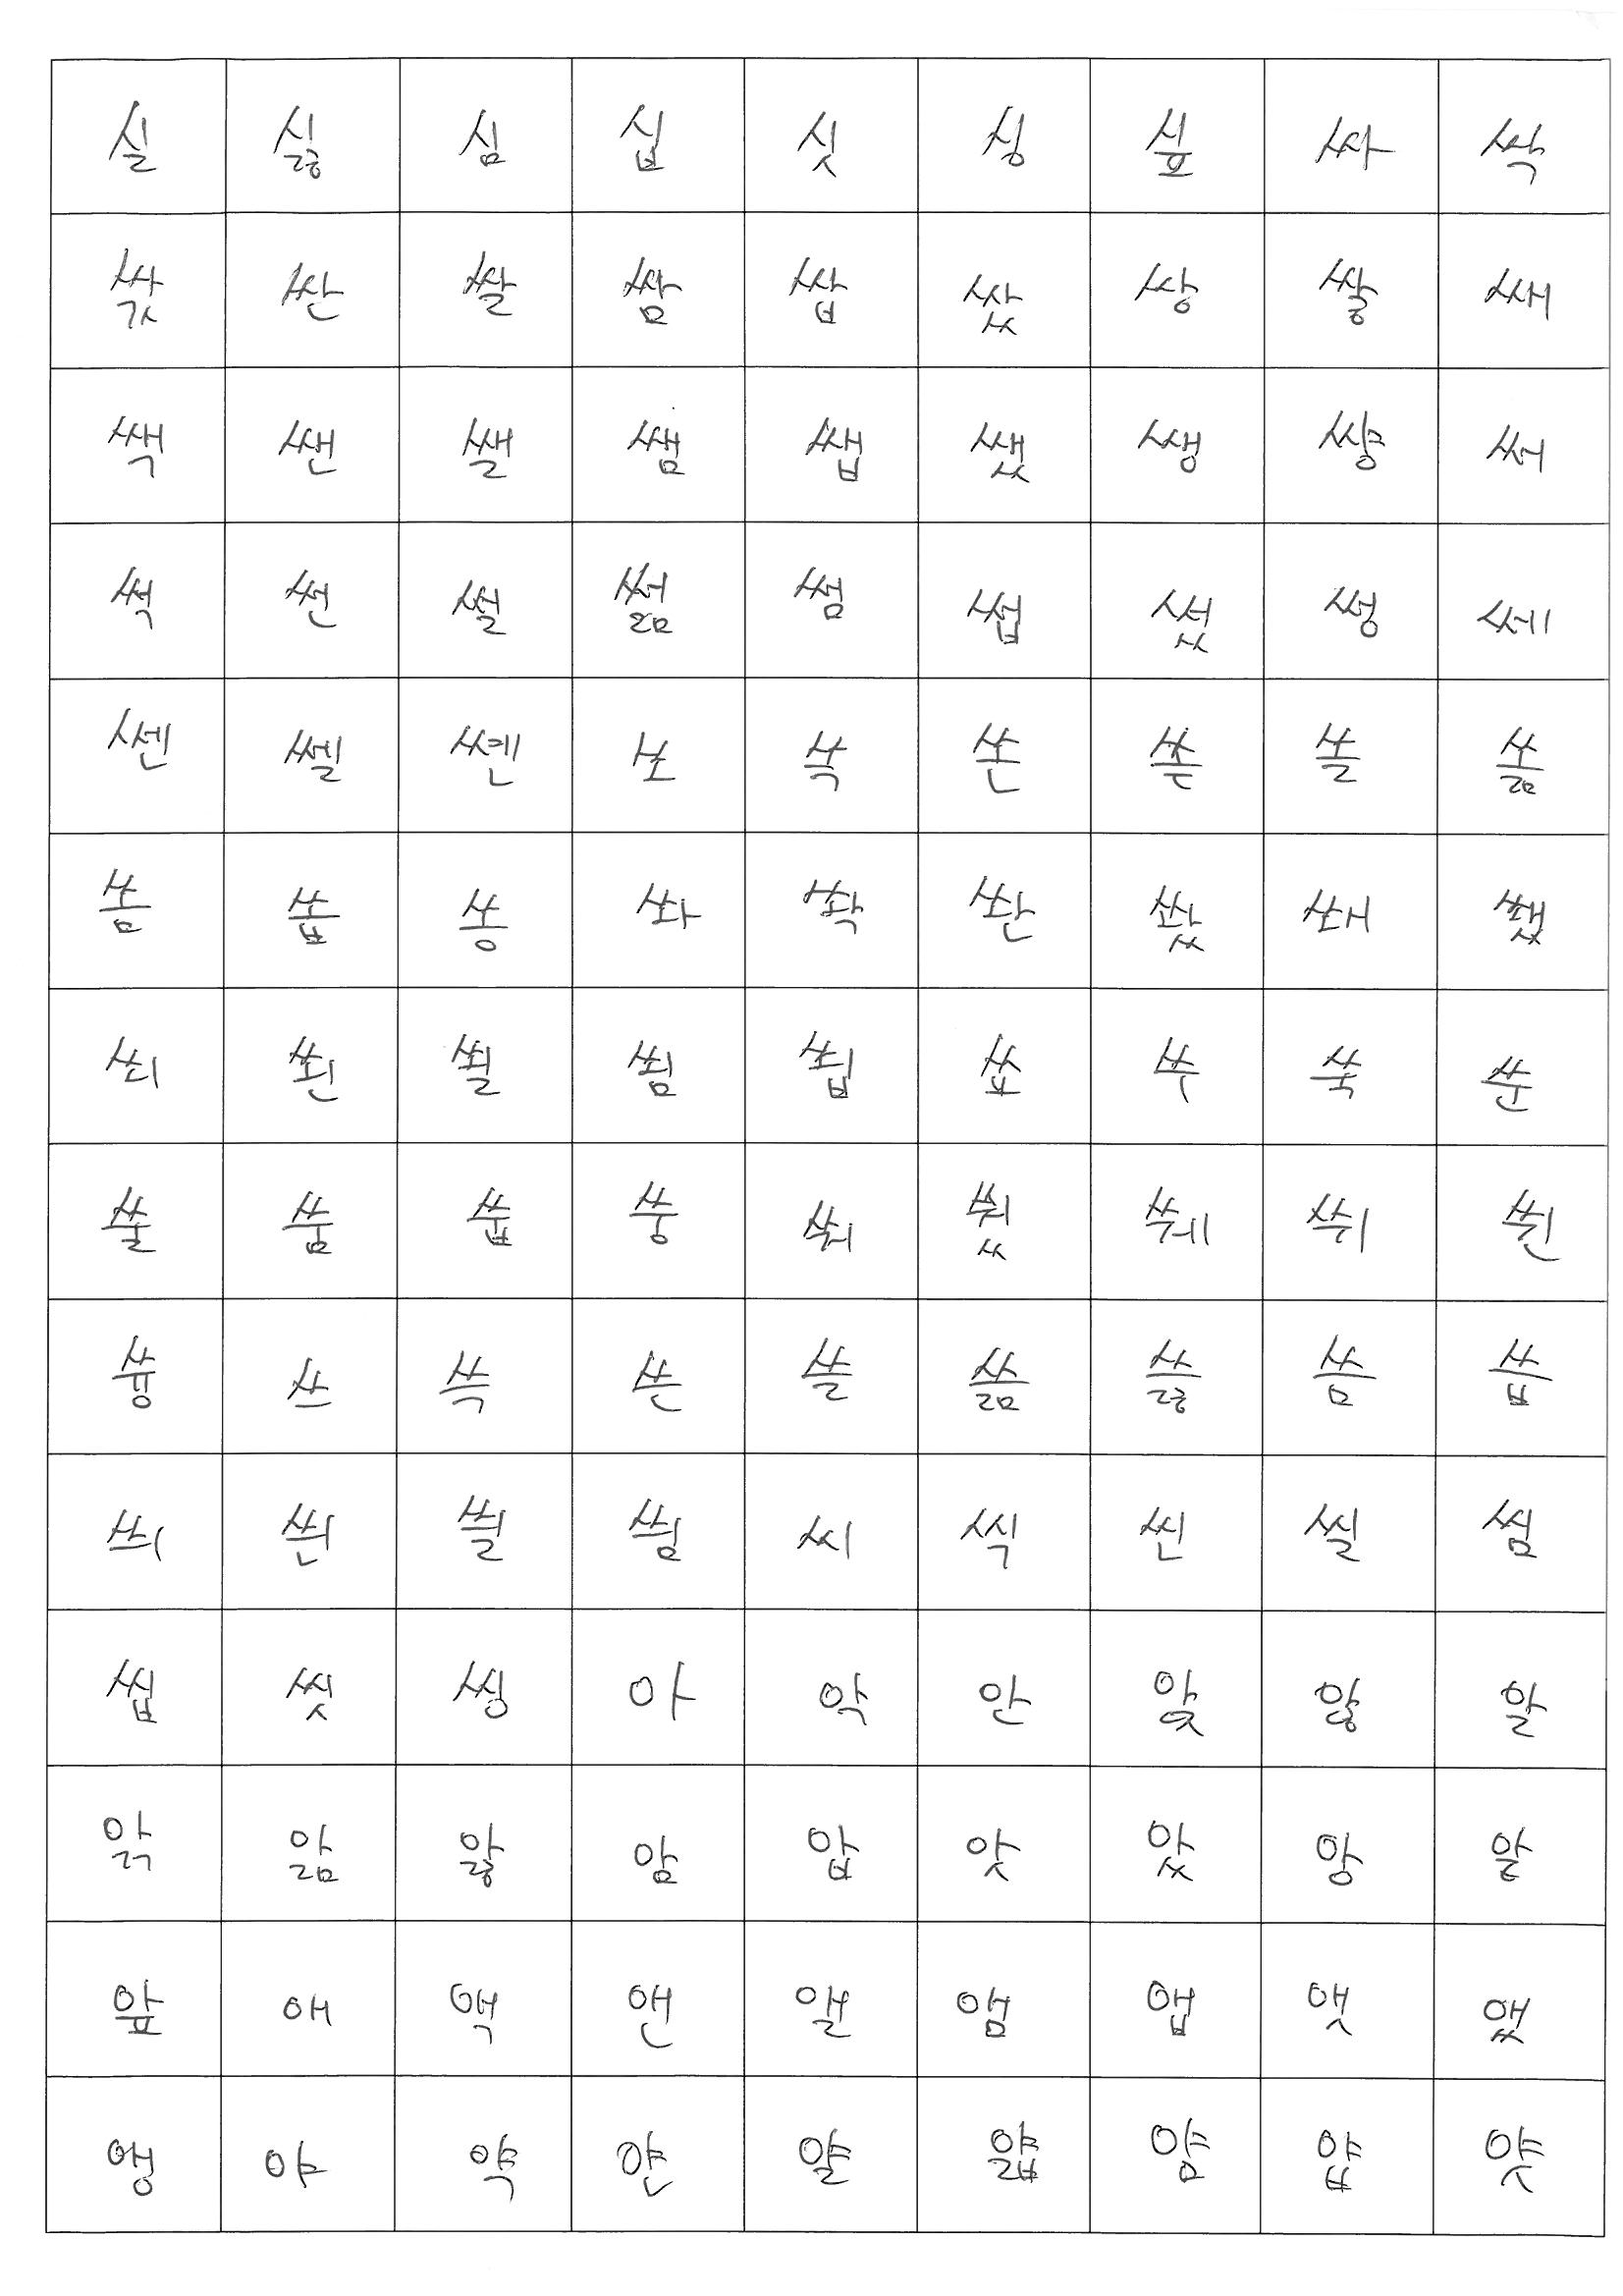 실 싫 심 십 싯 싱 싶 싸 싹
싻 싼 쌀 쌈 쌉 쌌 쌍 쌓 쌔
쌕 쌘 쌜 쌤 쌥 쌨 쌩 썅 써
썩 썬 썰 썲 썸 썹 썼 썽 쎄
쎈 쎌 쏀 노 쏙 쏜 쏟 쏠 쏢
쏨 쏩 쏭 쏴 쏵 쏸 쐈 쐐 쐤
쐬 쐰 쐴 쐼 쐽 쑈 쑤 쑥 쑨
쑬 쑴 쑵 쑹 쒀 쒔 쒜 쒸 쒼
쓩 쓰 쓱 쓴 쓸 쓺 쓿 씀 씁
씌 씐 씔 씜 씨 씩 씬 씰 씸
씹 씻 씽 아 악 안 앉 않 알
앍 앎 앓 암 압 앗 았 앙 앝
앞 애 액 앤 앨 앰 앱 앳 앴
앵 야 약 얀 얄 얇 얌 얍 얏